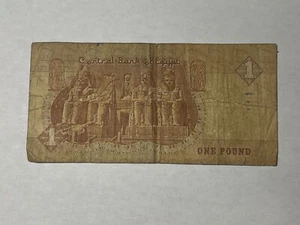 Central Bank of Egypt
1
1
ONE POUND